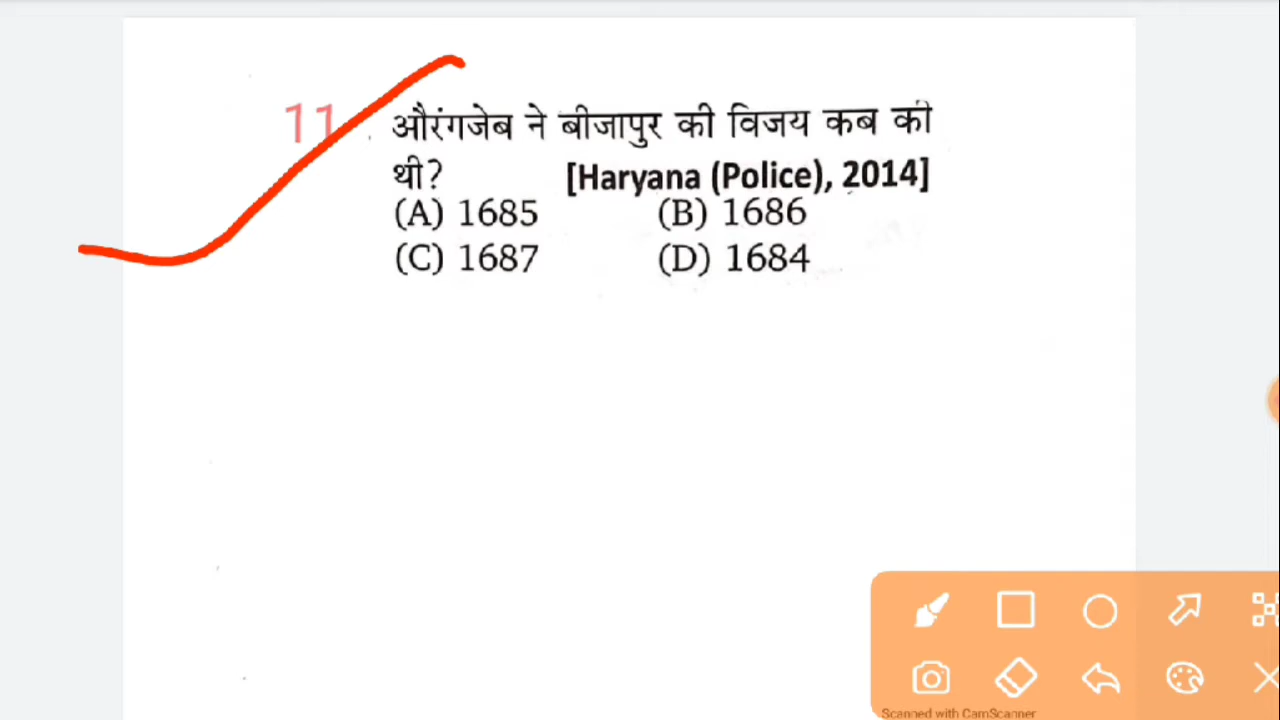 11. औरंगजेब ने बीजापुर की विजय कब की
थी? [Haryana (Police), 2014]
(A) 1685 (B) 1686
(C) 1687 (D) 1684
Scanned with CamScanner